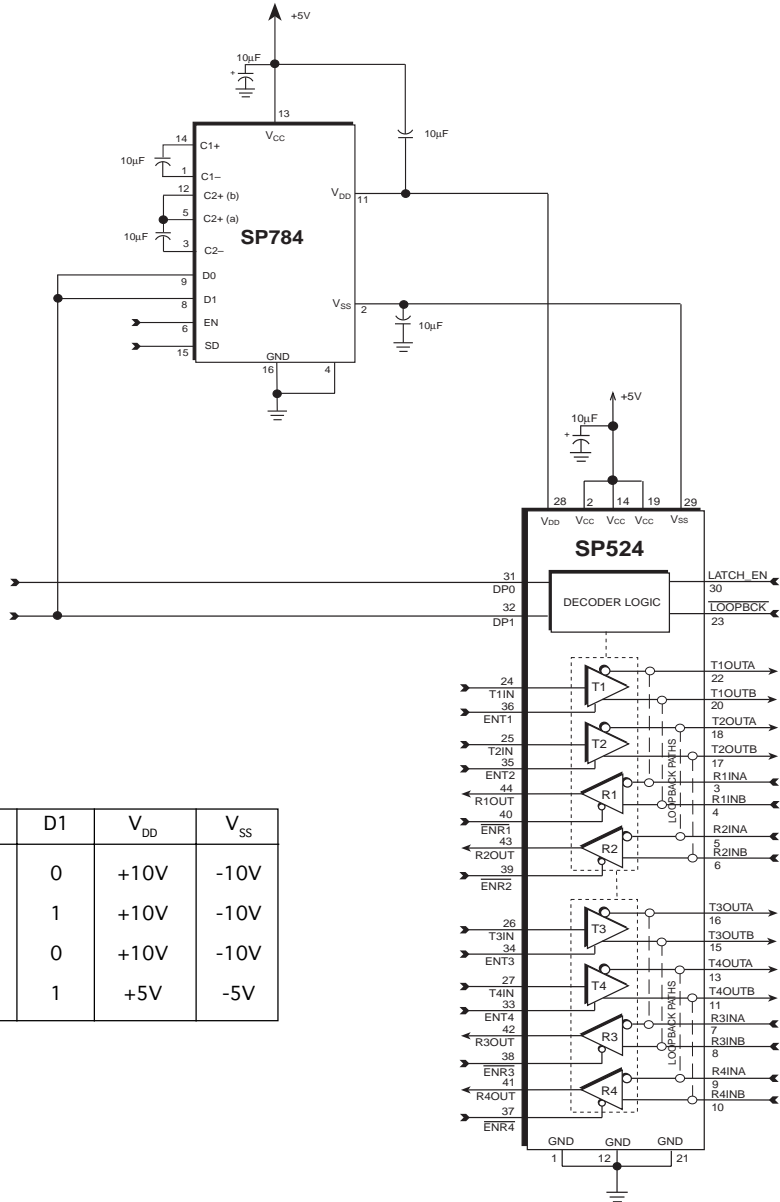 +5V
10µF
13
VCC
10µF
14 C1+
10µF
1 C1–
12 C2+ (b)
VDD 11
5 C2+ (a)
SP784
10µF
3 C2–
D0
9
D1
8
VSS 2
EN
6
10µF
SD
15
GND
16 4
+5V
10µF
28 2 14 19 29
VDD VCC VCC VCC VSS
SP524
31
DP0
DECODER LOGIC
LATCH_EN
30
32
DP1
LOOPBCK
23
T1
T1OUTA
22
24
T1IN
T1OUTB
20
36
ENT1
T2
T2OUTA
18
25
T2IN
T2OUTB
17
35
ENT2
LOOPBACK PATHS
R1
R1INA
3
44
R1OUT
R1INB
4
40
ENR1
R2
R2INA
5
43
R2OUT
R2INB
6
39
ENR2
T3
T3OUTA
16
26
T3IN
T3OUTB
15
34
ENT3
T4
T4OUTA
13
27
T4IN
T4OUTB
11
33
ENT4
LOOPBACK PATHS
R3
R3INA
7
42
R3OUT
R3INB
8
38
ENR3
R4
R4INA
9
41
R4OUT
R4INB
10
37
ENR4
GND GND GND
1 12 21
D1 VDD VSS
0 +10V -10V
1 +10V -10V
0 +10V -10V
1 +5V -5V